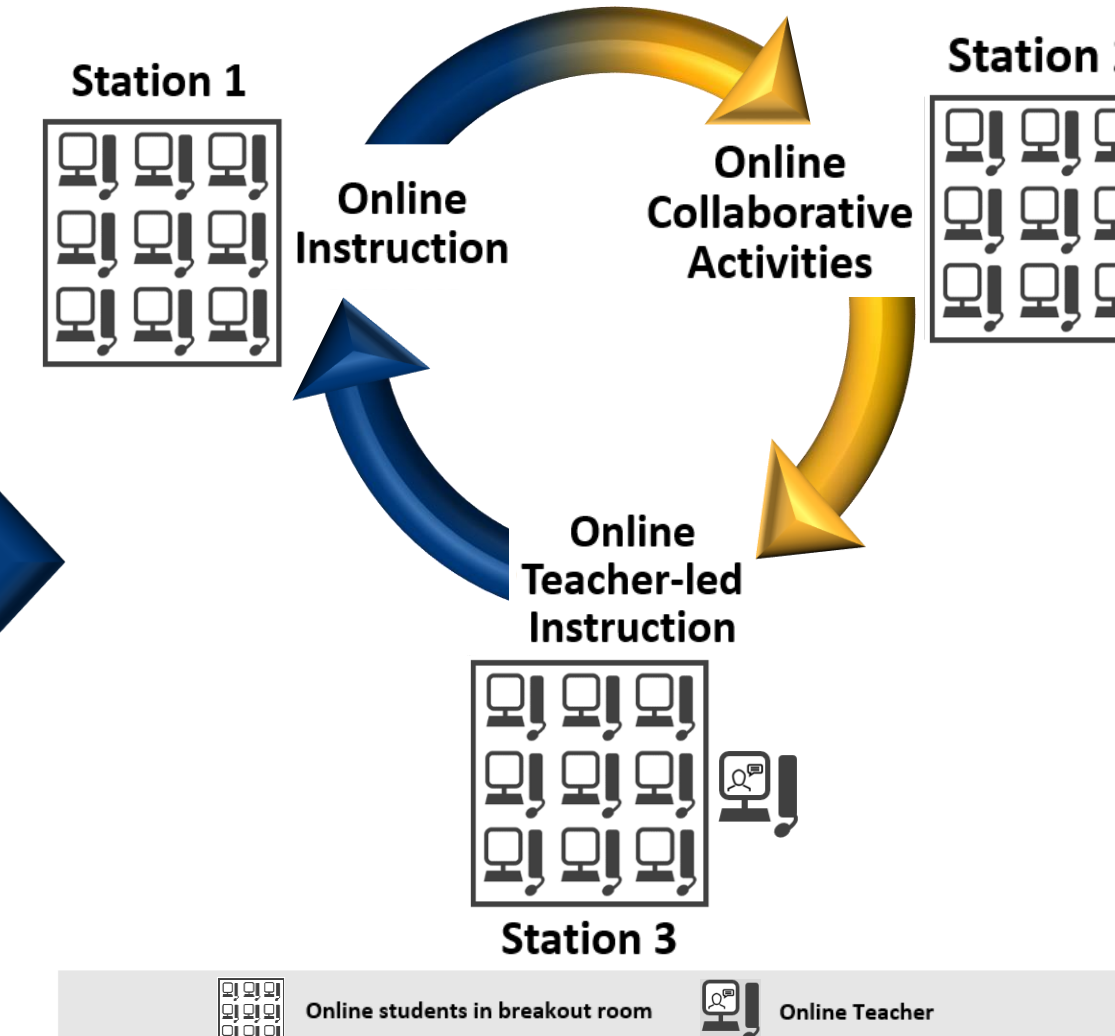 Station 1
Station
Online
Instruction
Online
Collaborative
Activities
Online
Teacher-led
Instruction
Station 3
Online students in breakout room
Online Teacher